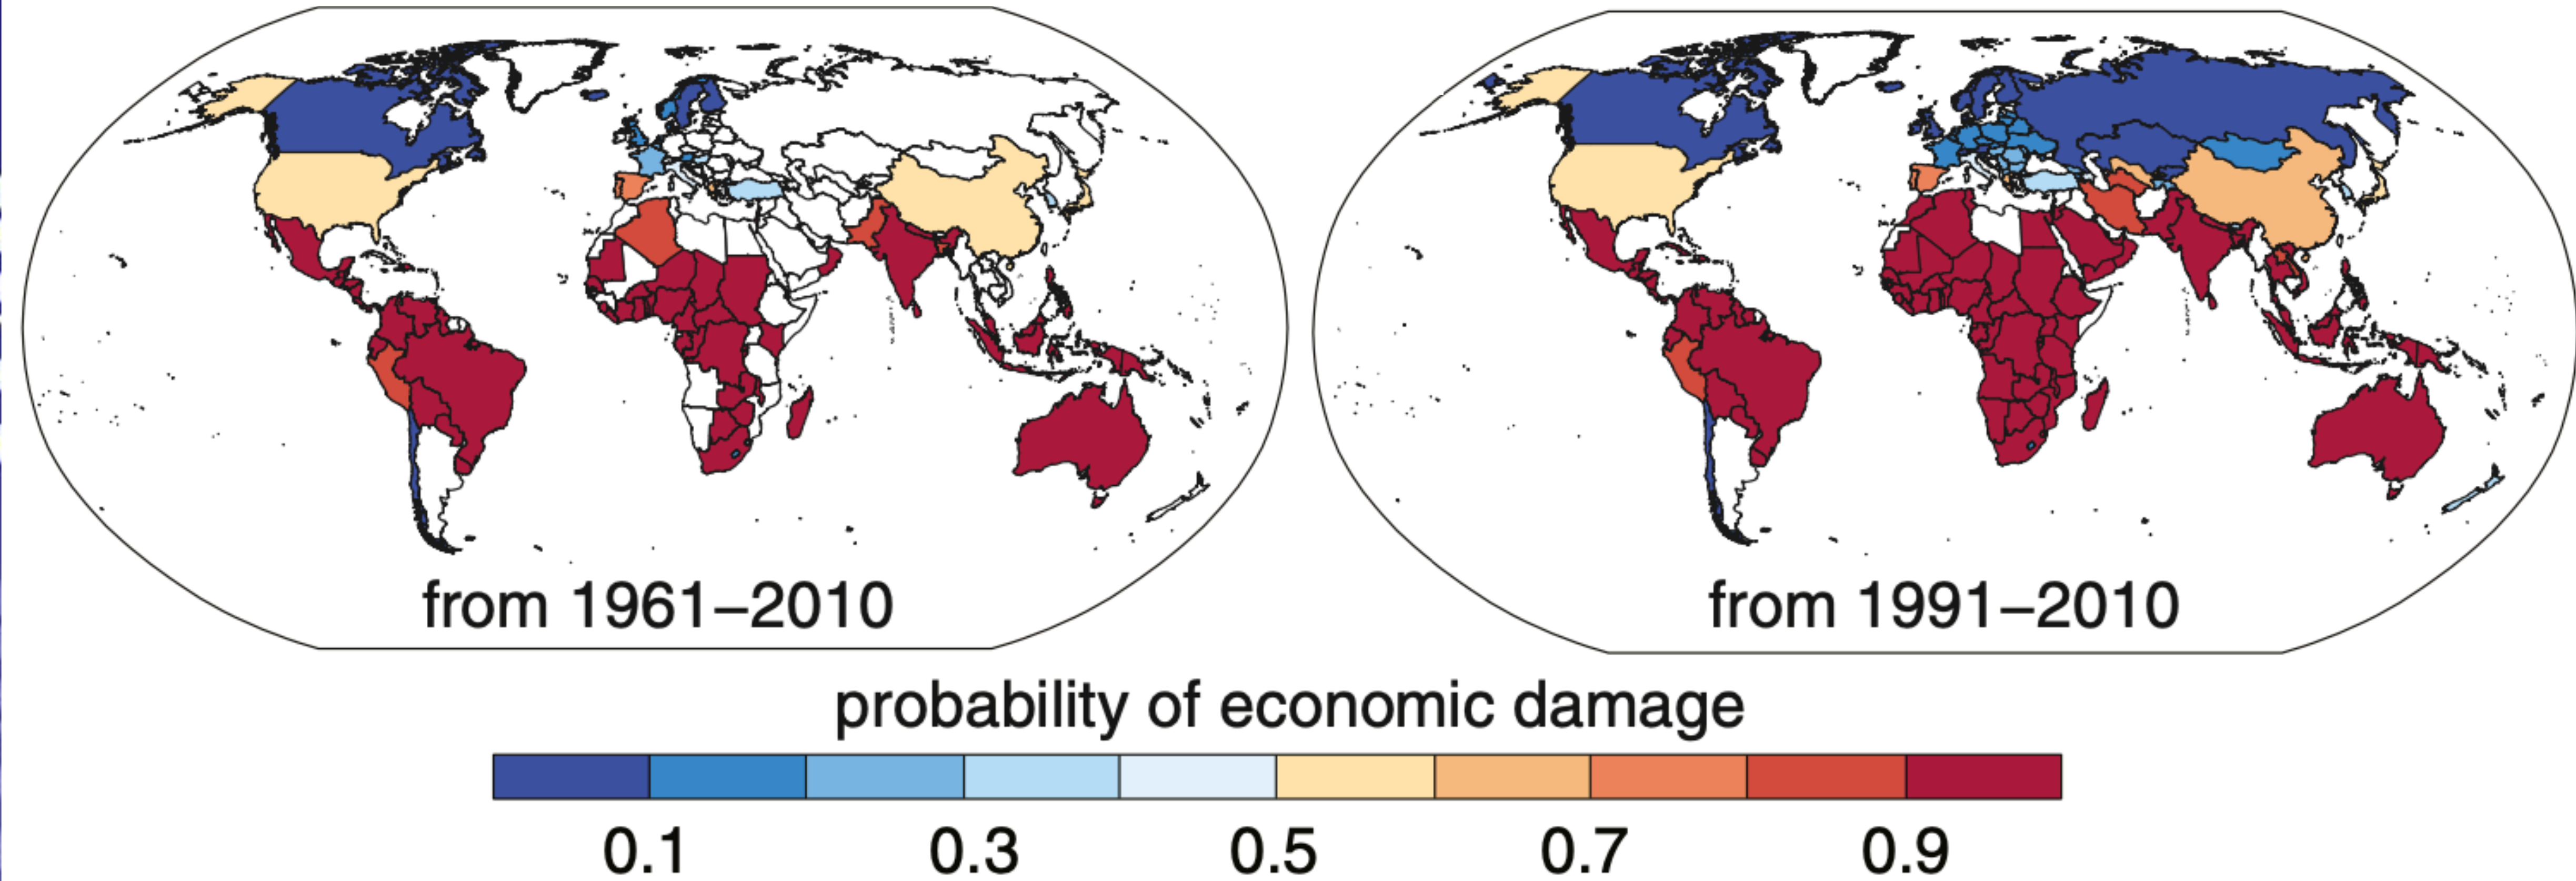 from 1961–2010
from 1991–2010
probability of economic damage
0.1 0.3 0.5 0.7 0.9